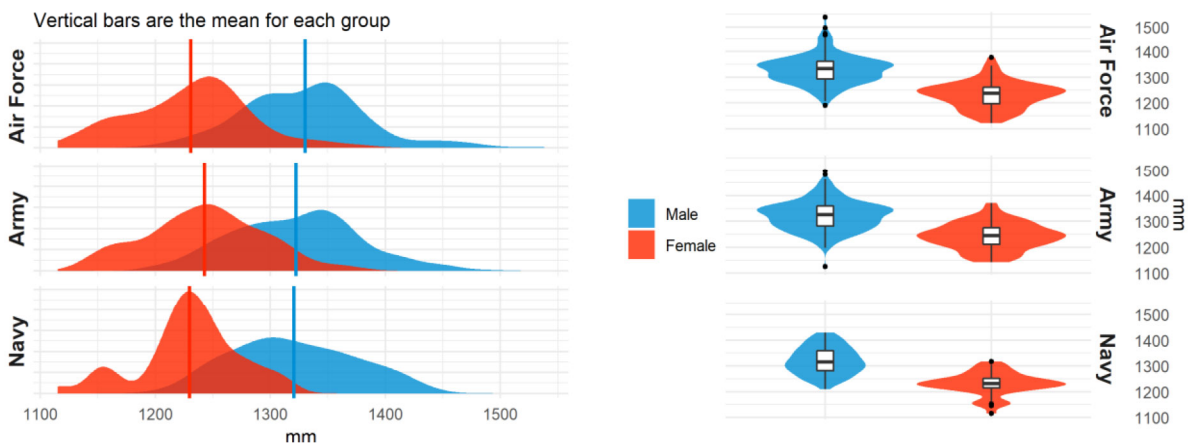 Vertical bars are the mean for each group
Air Force
Army
Navy
1100 1200 1300 1400 1500
mm
Male
Female
Air Force
1500
1400
1300
1200
1100
Army
1500
1400
1300
1200
1100
mm
Navy
1500
1400
1300
1200
1100